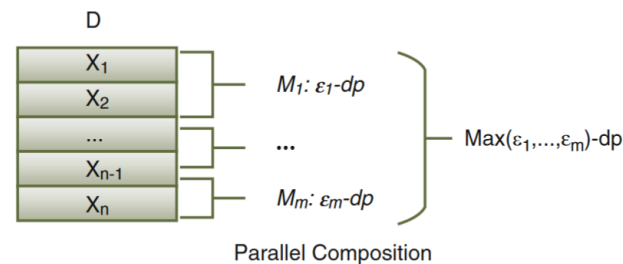 D
X₁
X₂
...
Xₙ₋₁
Xₙ
M₁: ε₁-dp
...
Mₘ: εₘ-dp
Max(ε₁,...,εₘ)-dp
Parallel Composition